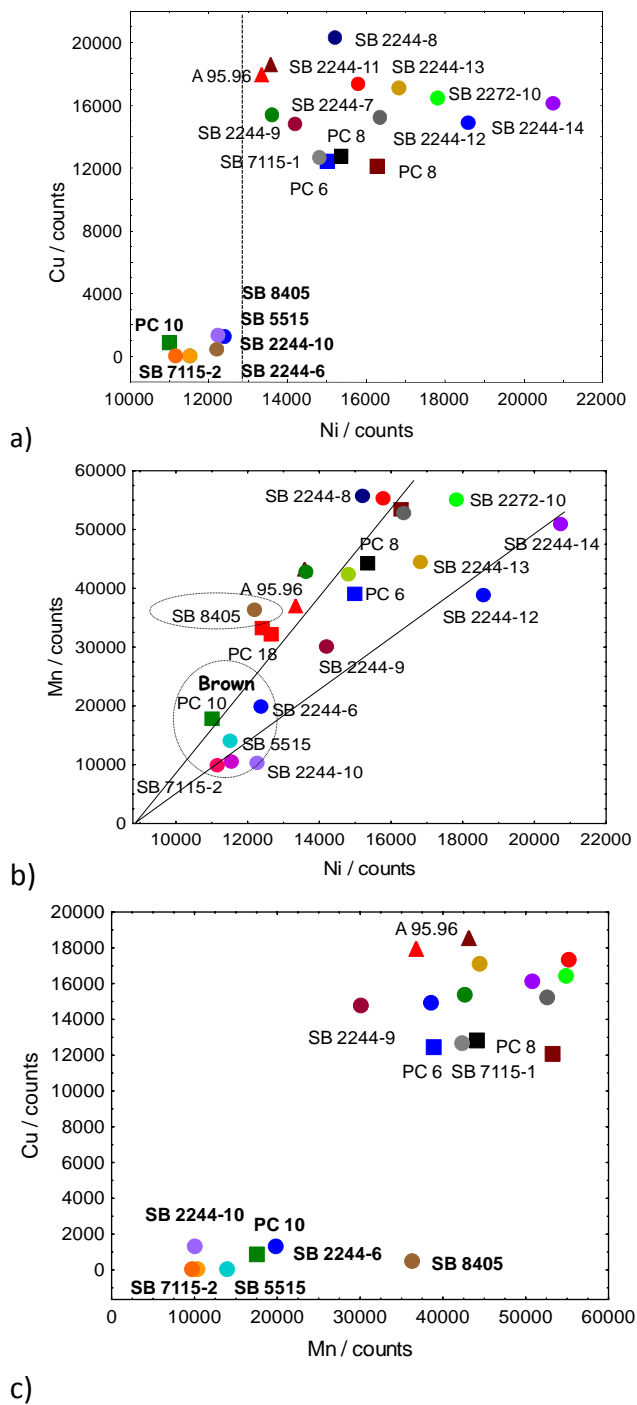 20000
SB 2244-8
A 95.96
SB 2244-11
SB 2244-13
16000
SB 2244-7
SB 2272-10
SB 2244-9
PC 8
SB 2244-12
SB 2244-14
12000
SB 7115-1
PC 6
PC 8
8000
Cu / counts
4000
SB 8405
PC 10
SB 5515
SB 2244-10
0
SB 7115-2
SB 2244-6
10000 12000 14000 16000 18000 20000 22000
a)
Ni / counts
60000
SB 2244-8
SB 2272-10
50000
SB 2244-14
PC 8
SB 2244-13
40000
A 95.96
PC 6
SB 8405
SB 2244-12
30000
PC 18
SB 2244-9
Mn / counts
Brown
20000
PC 10
SB 2244-6
SB 5515
10000
SB 7115-2
SB 2244-10
0
10000 12000 14000 16000 18000 20000 22000
b)
Ni / counts
20000
A 95.96
18000
16000
14000
SB 2244-9
PC 8
12000
PC 6
SB 7115-1
10000
Cu / counts
8000
6000
4000
SB 2244-10
PC 10
2000
SB 2244-6
SB 8405
0
SB 7115-2
SB 5515
0 10000 20000 30000 40000 50000 60000
Mn / counts
c)